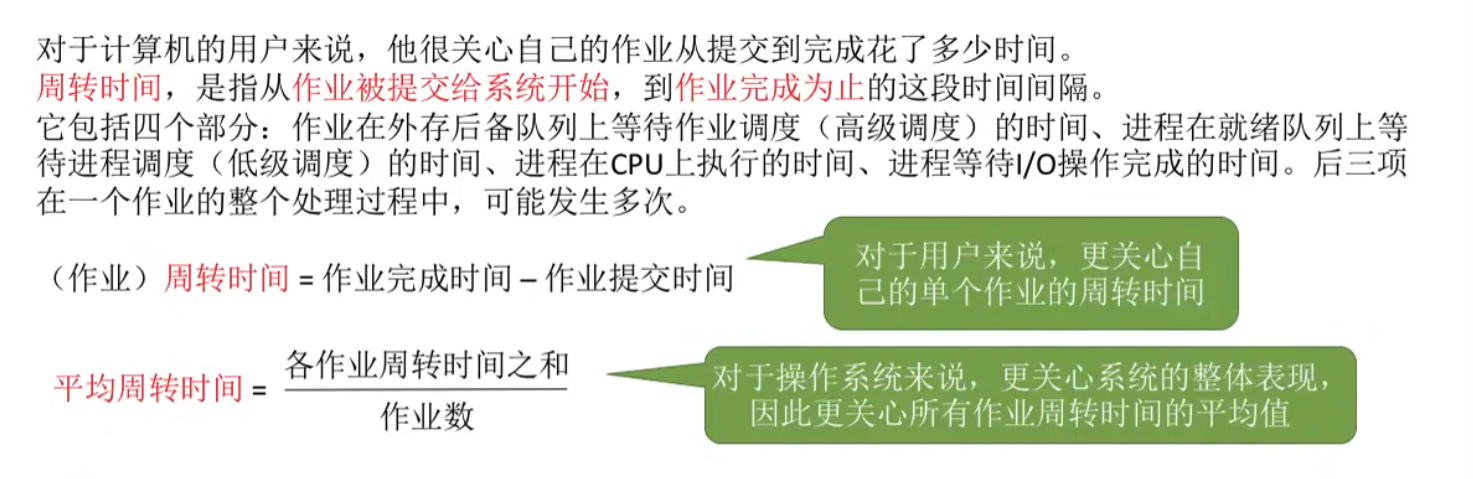 对于计算机的用户来说，他很关心自己的作业从提交到完成花了多少时间。
周转时间，是指从作业被提交给系统开始，到作业完成为止的这段时间间隔。
它包括四个部分：作业在外存后备队列上等待作业调度（高级调度）的时间、进程在就绪队列上等
待进程调度（低级调度）的时间、进程在CPU上执行的时间、进程等待I/O操作完成的时间。后三项
在一个作业的整个处理过程中，可能发生多次。
（作业）周转时间 = 作业完成时间 – 作业提交时间
对于用户来说，更关心自
己的单个作业的周转时间
平均周转时间 =
各作业周转时间之和
作业数
对于操作系统来说，更关心系统的整体表现，
因此更关心所有作业周转时间的平均值